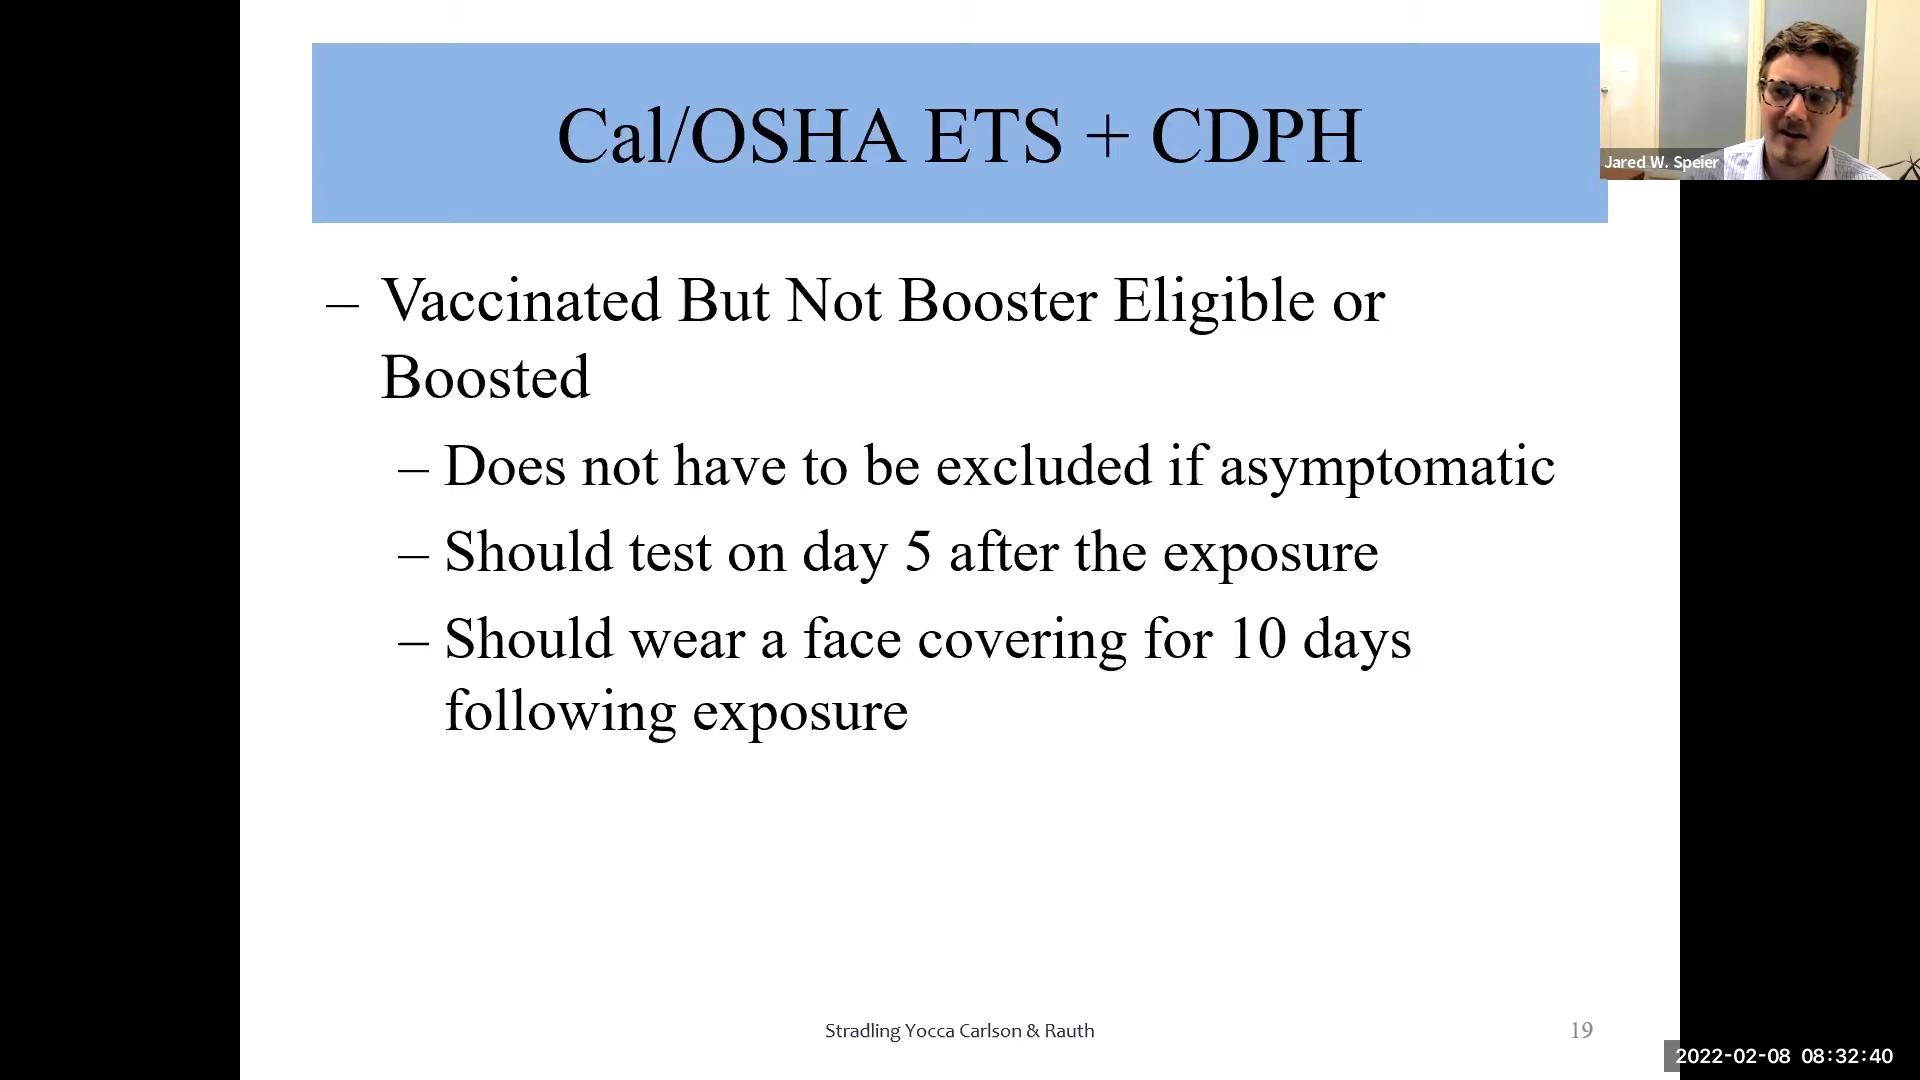 Cal/OSHA ETS + CDPH
Jared W. Speier
– Vaccinated But Not Booster Eligible or
Boosted
– Does not have to be excluded if asymptomatic
– Should test on day 5 after the exposure
– Should wear a face covering for 10 days
following exposure
Stradling Yocca Carlson & Rauth
19
2022-02-08 08:32:40